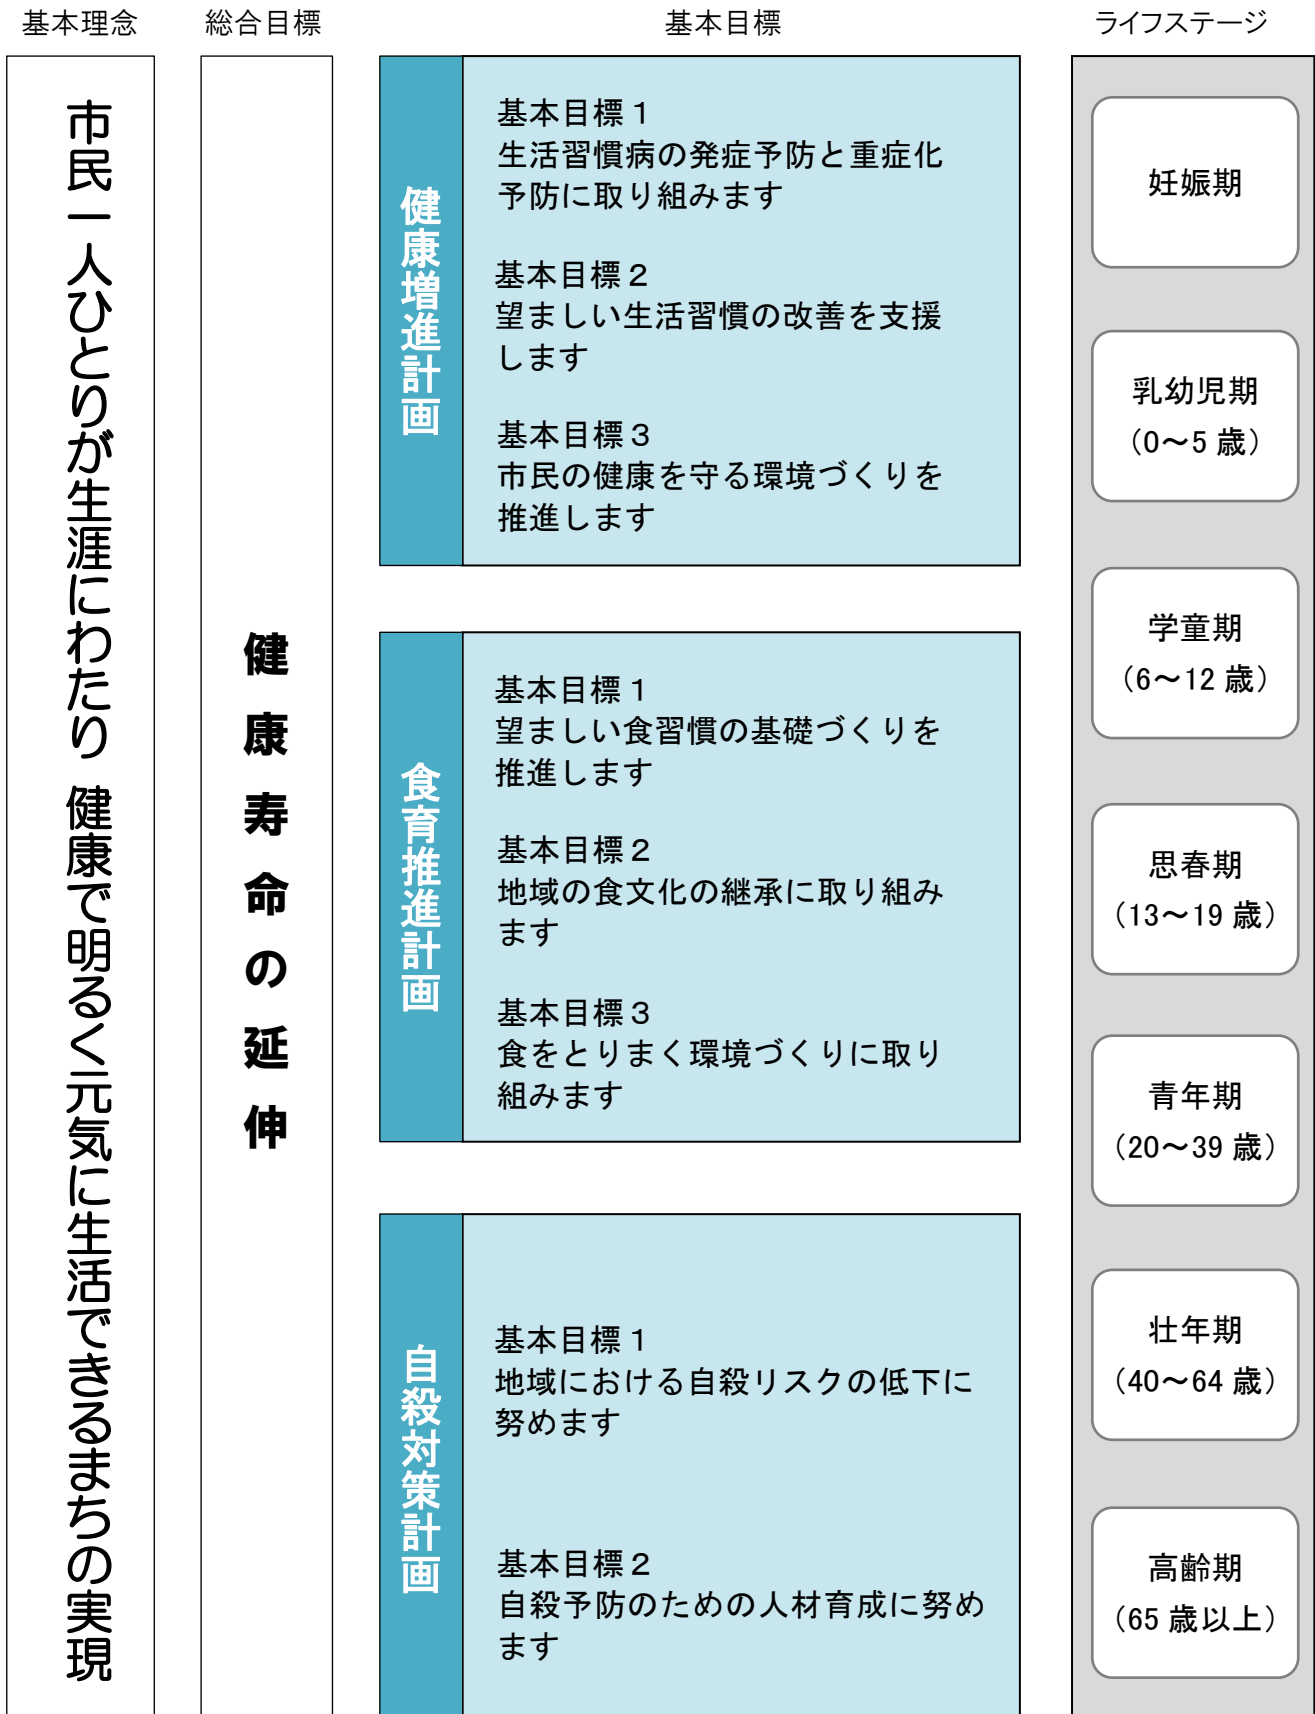 基本理念
総合目標
基本目標
ライフステージ
市民一人ひとりが生涯にわたり 健康で明るく元気に生活できるまちの実現
健康寿命の延伸
健康増進計画
基本目標１
生活習慣病の発症予防と重症化
予防に取り組みます
基本目標２
望ましい生活習慣の改善を支援
します
基本目標３
市民の健康を守る環境づくりを
推進します
食育推進計画
基本目標１
望ましい食習慣の基礎づくりを
推進します
基本目標２
地域の食文化の継承に取り組み
ます
基本目標３
食をとりまく環境づくりに取り
組みます
自殺対策計画
基本目標１
地域における自殺リスクの低下に
努めます
基本目標２
自殺予防のための人材育成に努め
ます
妊娠期
乳幼児期
（0～5 歳）
学童期
（6～12 歳）
思春期
（13～19 歳）
青年期
（20～39 歳）
壮年期
（40～64 歳）
高齢期
（65 歳以上）